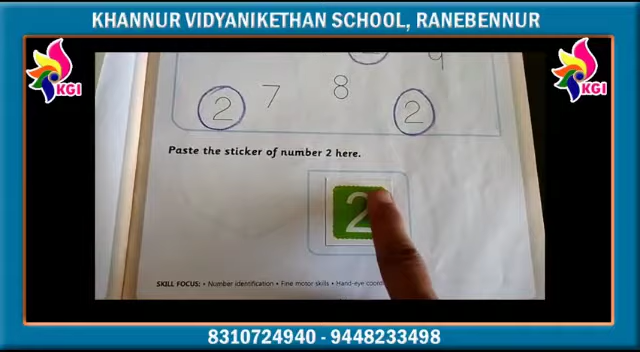 KHANNUR VIDYANIKETHAN SCHOOL, RANEBENNUR
KGI
KGI
9
2 7 8 2
Paste the sticker of number 2 here.
2
SKILL FOCUS: • Number identification • Fine motor skills • Hand-eye
8310724940 - 9448233498